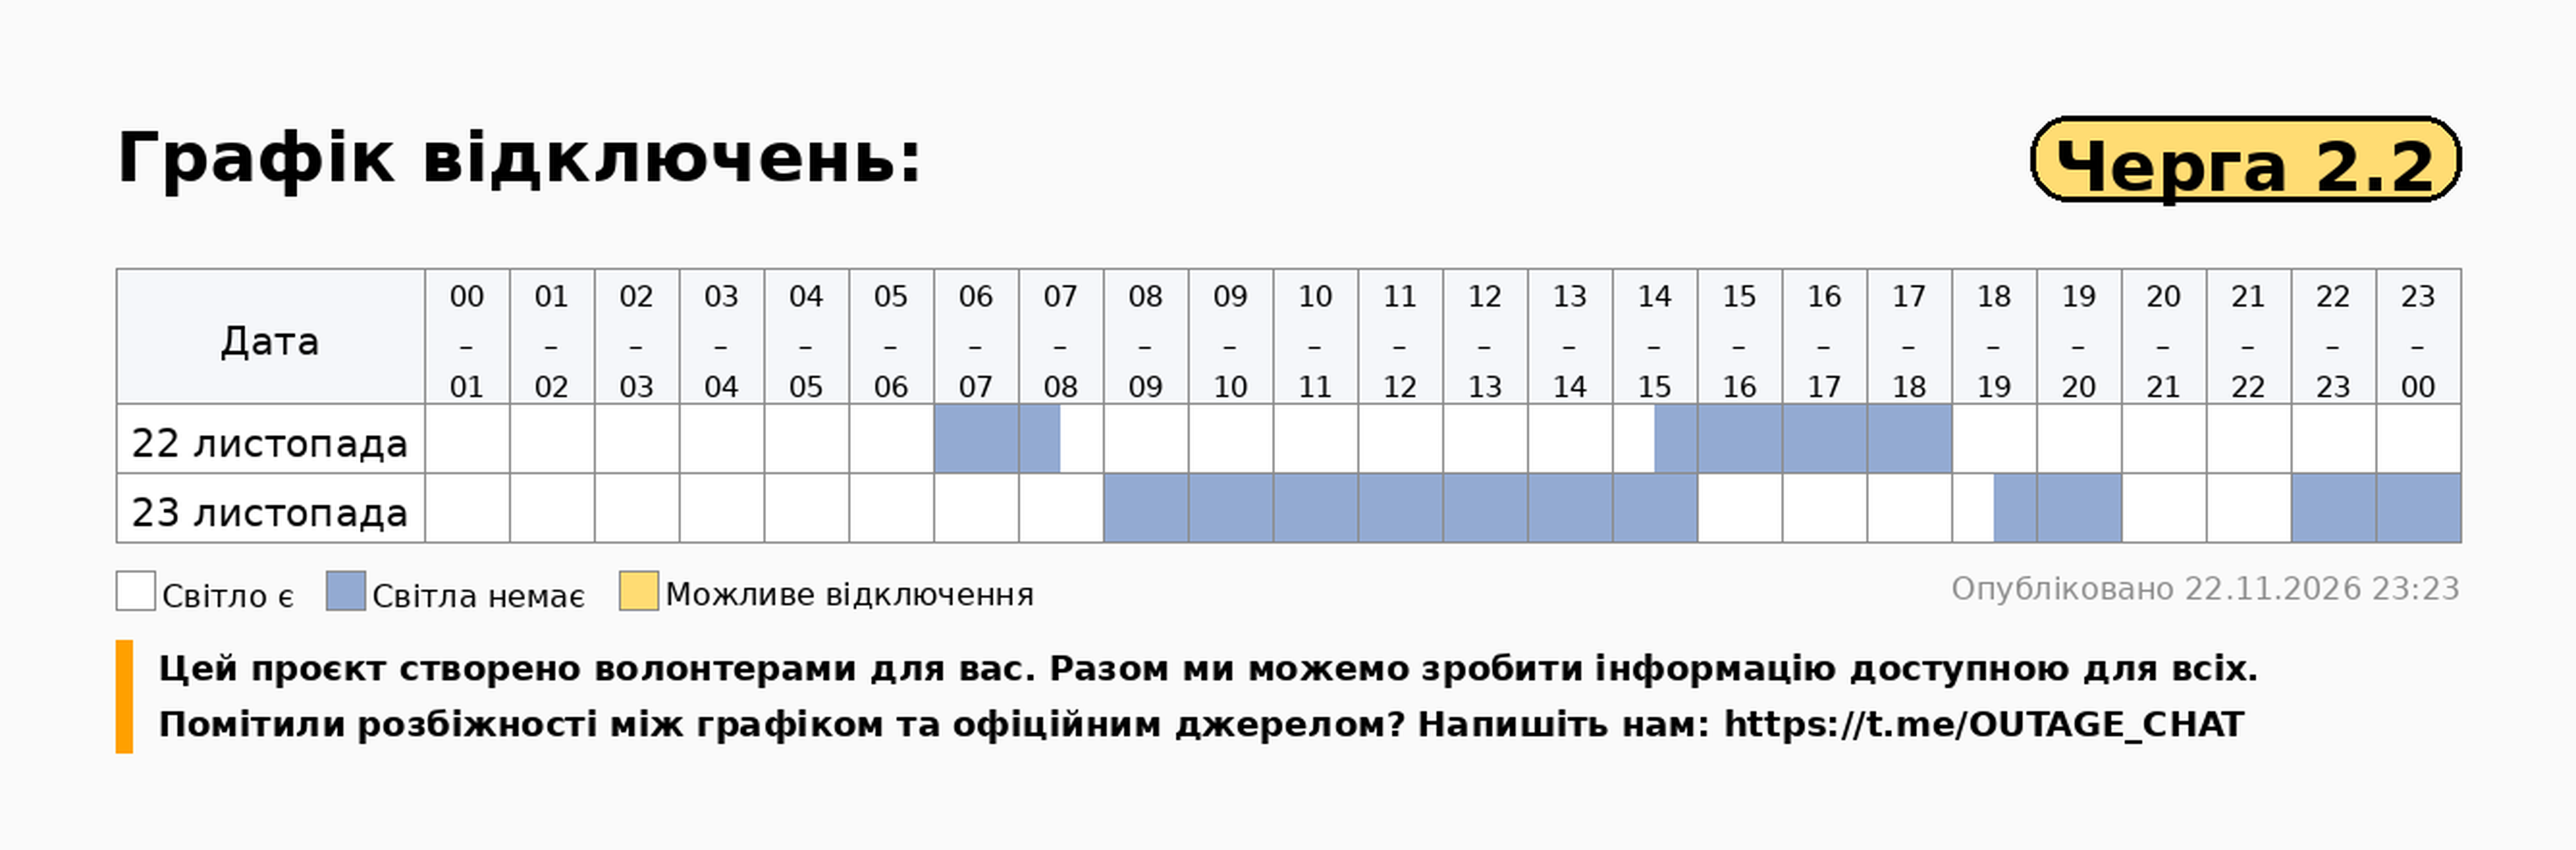 Графік відключень:
Черга 2.2
Дата 00 – 01 01 – 02 02 – 03 03 – 04 04 – 05 05 – 06 06 – 07 07 – 08 08 – 09 09 – 10 10 – 11 11 – 12 12 – 13 13 – 14 14 – 15 15 – 16 16 – 17 17 – 18 18 – 19 19 – 20 20 – 21 21 – 22 22 – 23 23 – 00
22 листопада
23 листопада
Світло є Світла немає Можливе відключення
Опубліковано 22.11.2026 23:23
Цей проєкт створено волонтерами для вас. Разом ми можемо зробити інформацію доступною для всіх.
Помітили розбіжності між графіком та офіційним джерелом? Напишіть нам: https://t.me/OUTAGE_CHAT